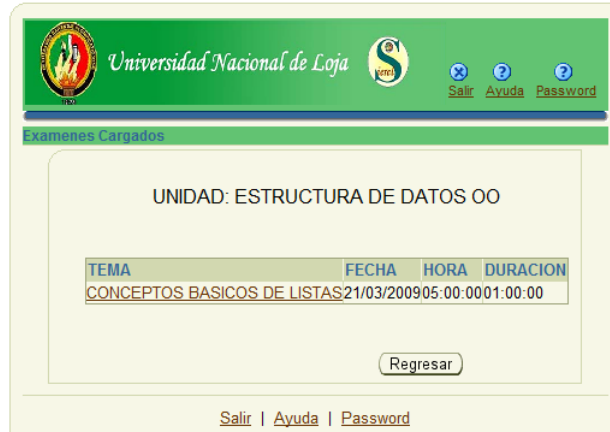 Universidad Nacional de Loja
Salir Ayuda Password
Examenes Cargados
UNIDAD: ESTRUCTURA DE DATOS OO
TEMA FECHA HORA DURACION
CONCEPTOS BASICOS DE LISTAS 21/03/2009 05:00:00 01:00:00
Regresar
Salir | Ayuda | Password